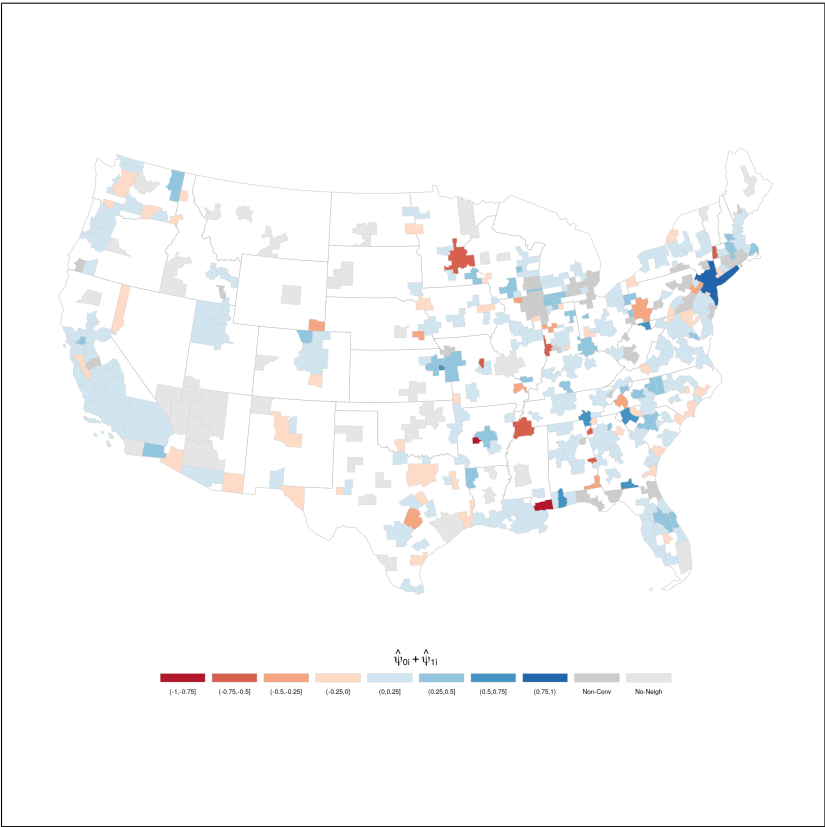 ψ̂0i + ψ̂1i
(-1,-0.75] (-0.75,-0.5] (-0.5,-0.25] (-0.25,0] (0,0.25] (0.25,0.5] (0.5,0.75] (0.75,1) Non-Conv No-Neigh